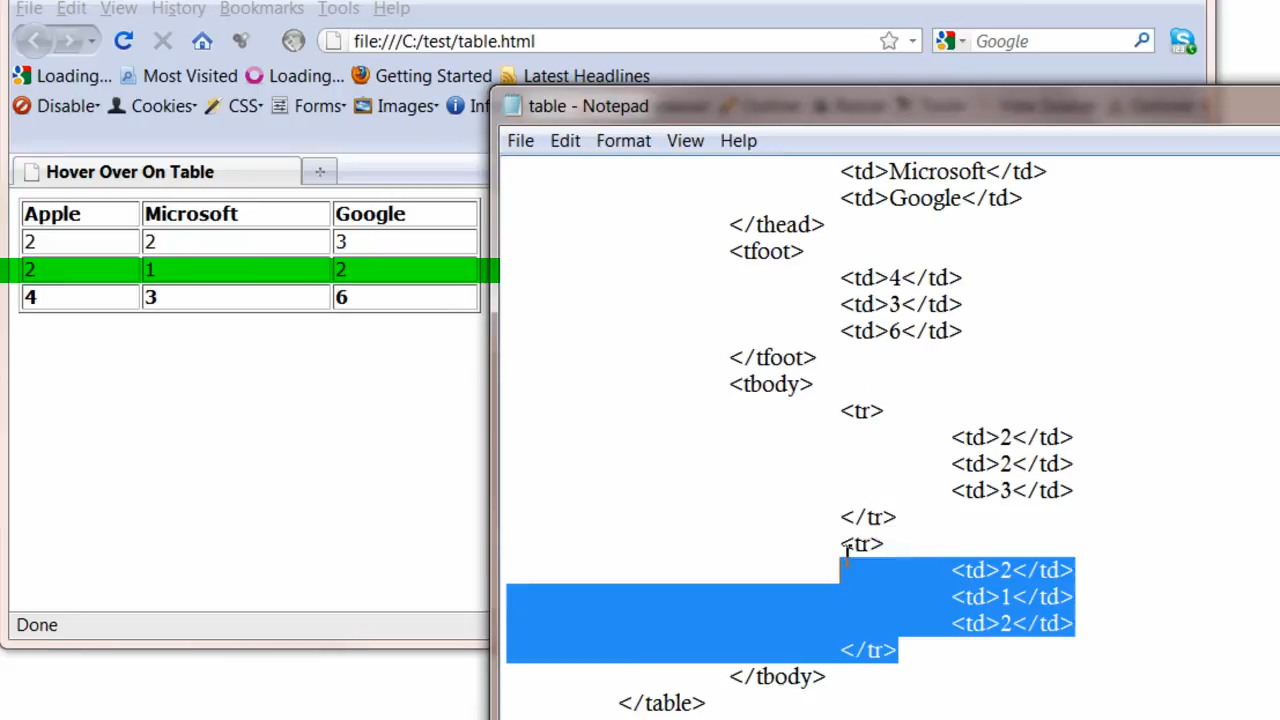 File Edit View History Bookmarks Tools Help
file:///C:/test/table.html
Google
Loading... Most Visited Loading... Getting Started Latest Headlines
Disable Cookies CSS Forms Images
Hover Over On Table
Apple Microsoft Google
2 2 3
2 1 2
4 3 6
Done
table - Notepad
File Edit Format View Help
<td>Microsoft</td>
<td>Google</td>
</thead>
<tfoot>
<td>4</td>
<td>3</td>
<td>6</td>
</tfoot>
<tbody>
<tr>
<td>2</td>
<td>2</td>
<td>3</td>
</tr>
<tr>
<td>2</td>
<td>1</td>
<td>2</td>
</tr>
</tbody>
</table>